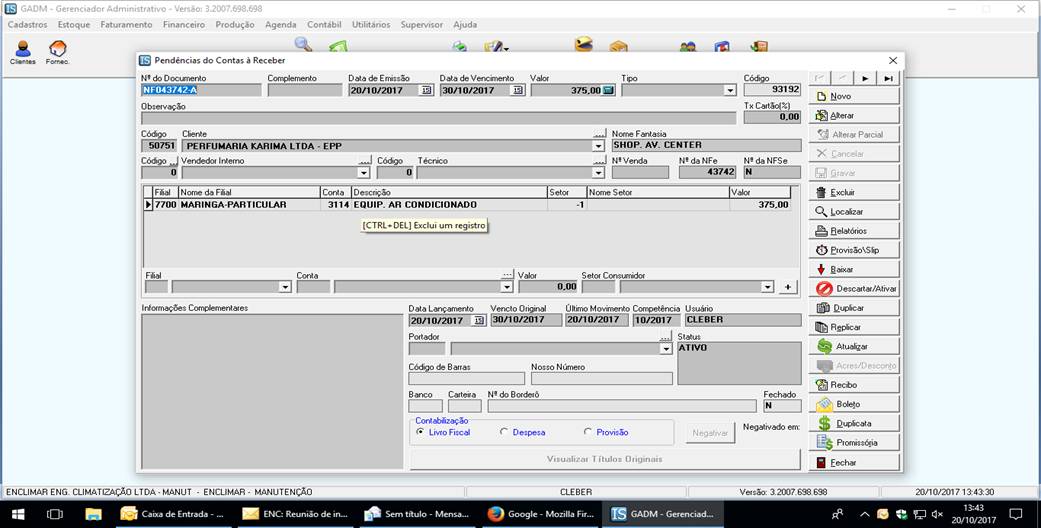 GADM - Gerenciador Administrativo - Versão: 3.2007.698.698
Cadastros Estoque Faturamento Financeiro Produção Agenda Contábil Utilitários Supervisor Ajuda
Clientes Fornec.
Pendências do Contas à Receber
Nº do Documento Complemento Data de Emissão Data de Vencimento Valor Tipo Código
NF043742-A 20/10/2017 30/10/2017 375,00 93192
Observação Tx Cartão(%)
0,00
Código Cliente Nome Fantasia
50751 PERFUMARIA KARIMA LTDA - EPP SHOP. AV. CENTER
Código Vendedor Interno Código Técnico Nº Venda Nº da NFe Nº da NFSe
0 0 43742 N
Filial Nome da Filial Conta Descrição Setor Nome Setor Valor
7700 MARINGA-PARTICULAR 3114 EQUIP. AR CONDICIONADO -1 375,00
[CTRL+DEL] Exclui um registro
Filial Conta Valor Setor Consumidor
0,00 +
Informações Complementares
Data Lançamento Vencto Original Último Movimento Competência Usuário
20/10/2017 30/10/2017 20/10/2017 10/2017 CLEBER
Portador Status
ATIVO
Código de Barras Nosso Número
Banco Carteira Nº do Borderô Fechado
N
Contabilização
Livro Fiscal Despesa Provisão Negativar Negativado em:
Visualizar Títulos Originais
Novo
Alterar
Alterar Parcial
Cancelar
Gravar
Excluir
Localizar
Relatórios
Provisão\Slip
Baixar
Descartar/Ativar
Duplicar
Replicar
Atualizar
Acres/Desconto
Recibo
Boleto
Duplicata
Promissória
Fechar
ENCLIMAR ENG. CLIMATIZAÇÃO LTDA - MANUT - ENCLIMAR - MANUTENÇÃO CLEBER Versão: 3.2007.698.698 20/10/2017 13:43:30
Caixa de Entrada - ... ENC: Reunião de in... Sem título - Mensa... Google - Mozilla Fir... GADM - Gerenciad... 13:43
20/10/2017